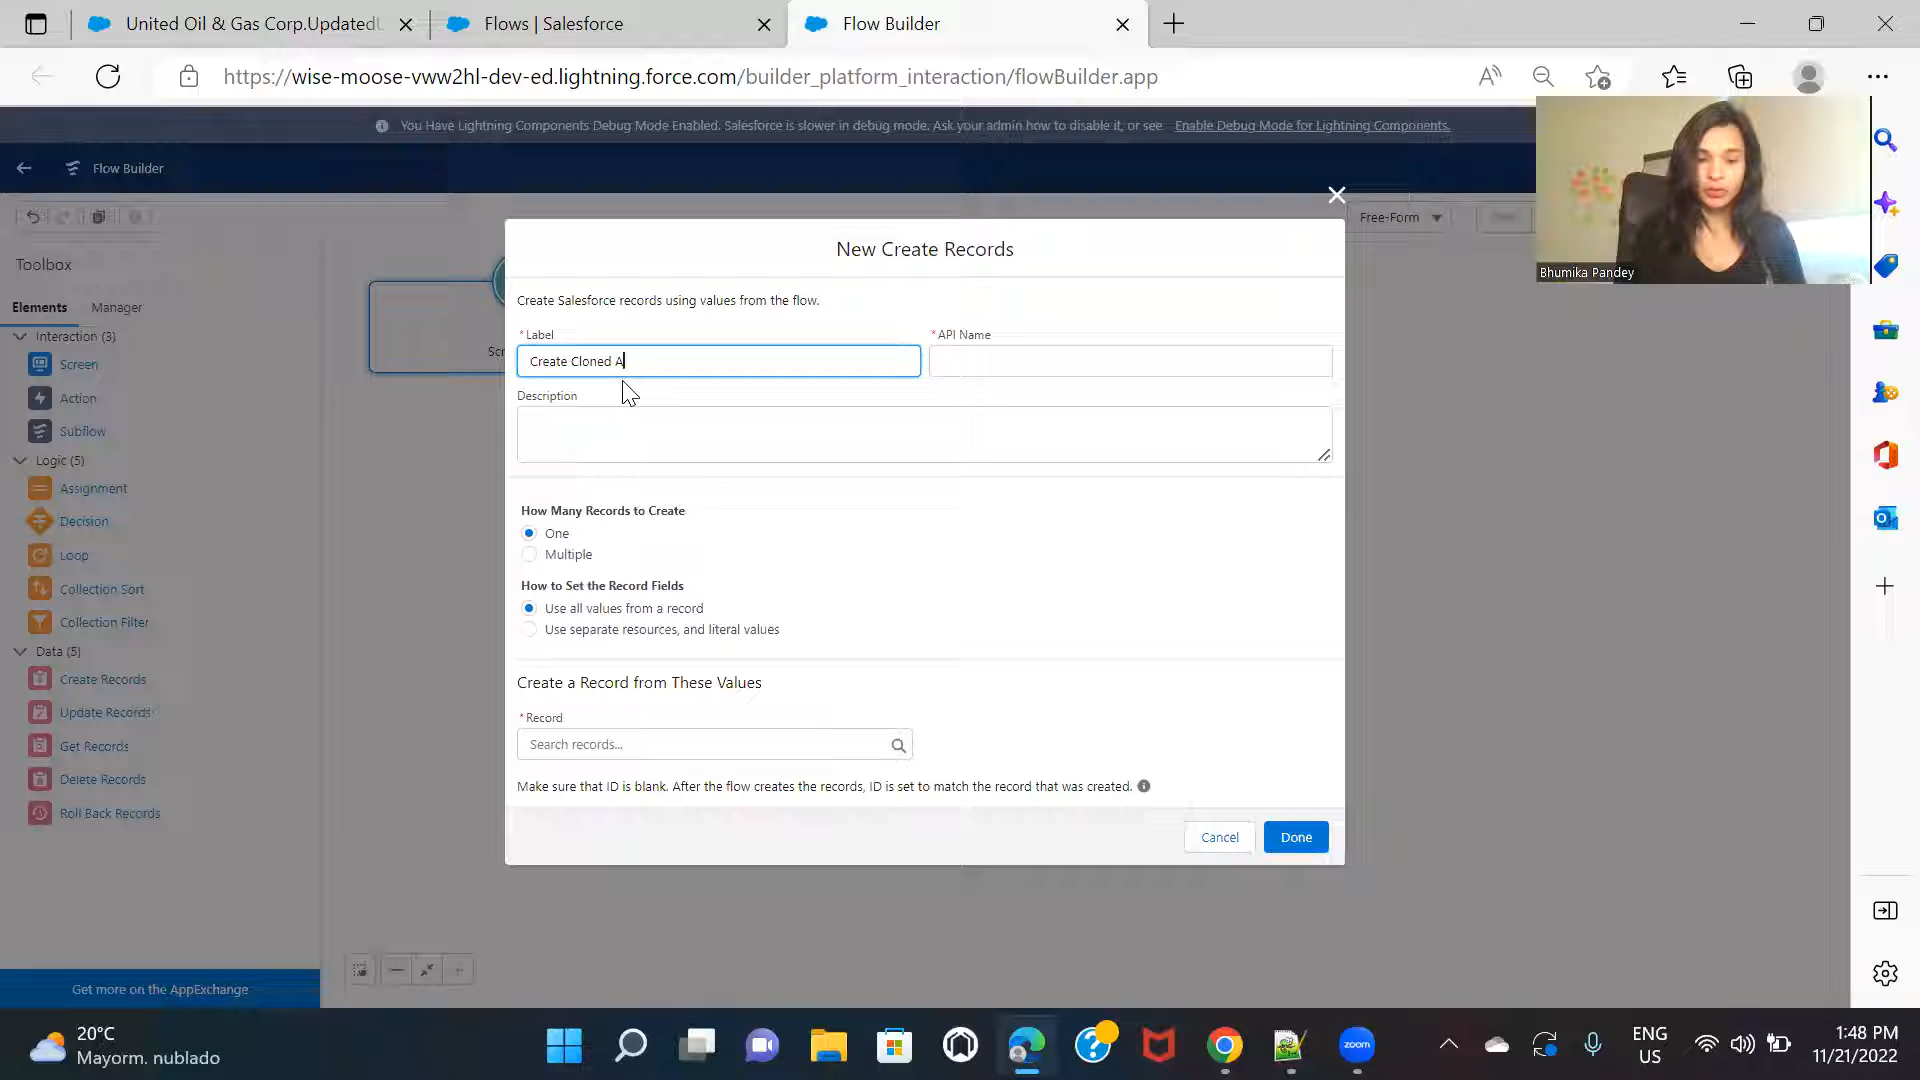 United Oil & Gas Corp.UpdatedU
Flows | Salesforce
Flow Builder
https://wise-moose-vww2hl-dev-ed.lightning.force.com/builder_platform_interaction/flowBuilder.app
You Have Lightning Components Debug Mode Enabled. Salesforce is slower in debug mode. Ask your admin how to disable it, or see Enable Debug Mode for Lightning Components.
Flow Builder
Free-Form
Bhumika Pandey
Toolbox
Elements
Manager
Interaction (3)
Screen
Action
Subflow
Logic (5)
Assignment
Decision
Loop
Collection Sort
Collection Filter
Data (5)
Create Records
Update Records
Get Records
Delete Records
Roll Back Records
Get more on the AppExchange
Scr
New Create Records
Create Salesforce records using values from the flow.
* Label
* API Name
Create Cloned A
Description
How Many Records to Create
One
Multiple
How to Set the Record Fields
Use all values from a record
Use separate resources, and literal values
Create a Record from These Values
* Record
Search records...
Make sure that ID is blank. After the flow creates the records, ID is set to match the record that was created.
Cancel
Done
20°C
Mayorm. nublado
zoom
ENG
US
1:48 PM
11/21/2022